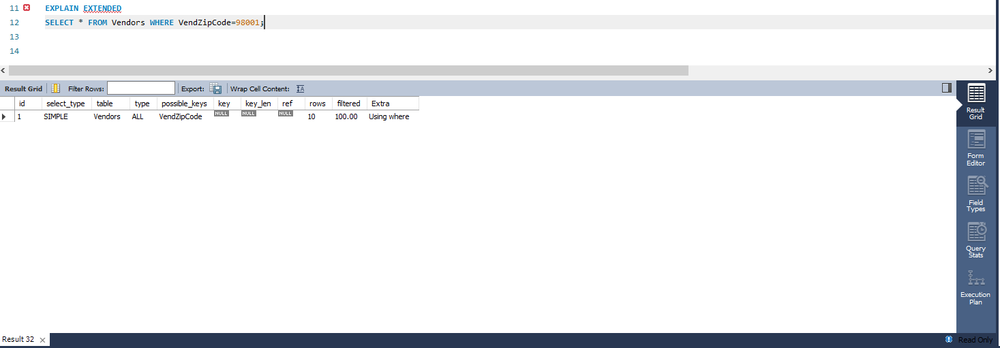 11 EXPLAIN EXTENDED
12 SELECT * FROM Vendors WHERE VendZipCode=98001;
13
14
Result Grid Filter Rows: Export: Wrap Cell Content:
id select_type table type possible_keys key key_len ref rows filtered Extra
1 SIMPLE Vendors ALL VendZipCode NULL NULL NULL 10 100.00 Using where
Result
Grid
Form
Editor
Field
Types
Query
Stats
Execution
Plan
Result 32 Read Only